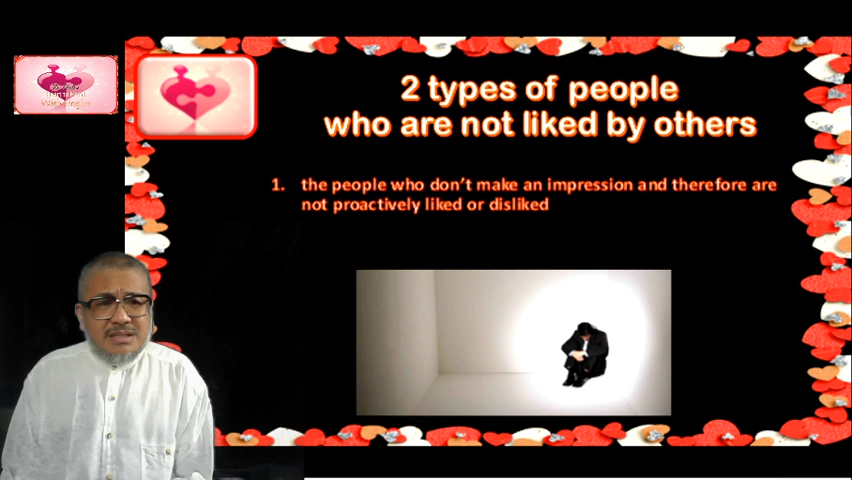 2 types of people
who are not liked by others
1. the people who don't make an impression and therefore are
not proactively liked or disliked